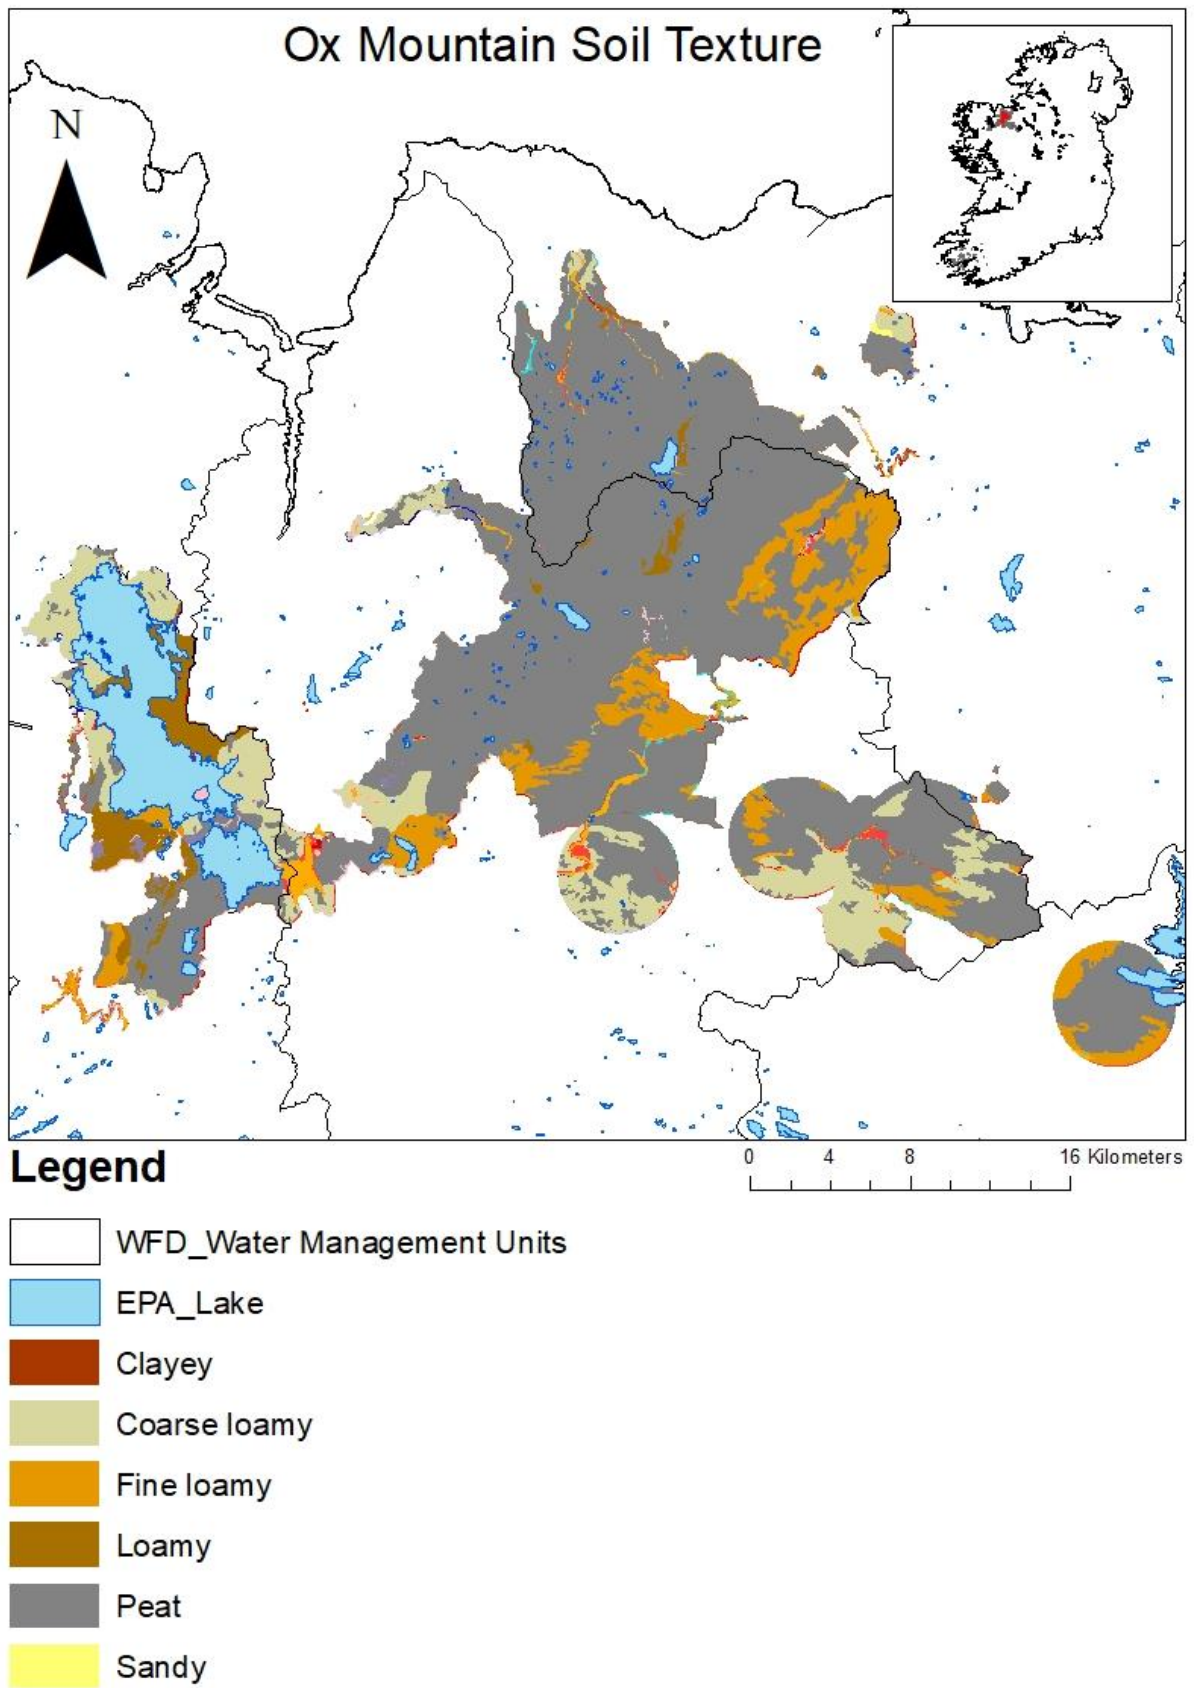 Ox Mountain Soil Texture
N
Legend
0 4 8 16 Kilometers
WFD_Water Management Units
EPA_Lake
Clayey
Coarse loamy
Fine loamy
Loamy
Peat
Sandy